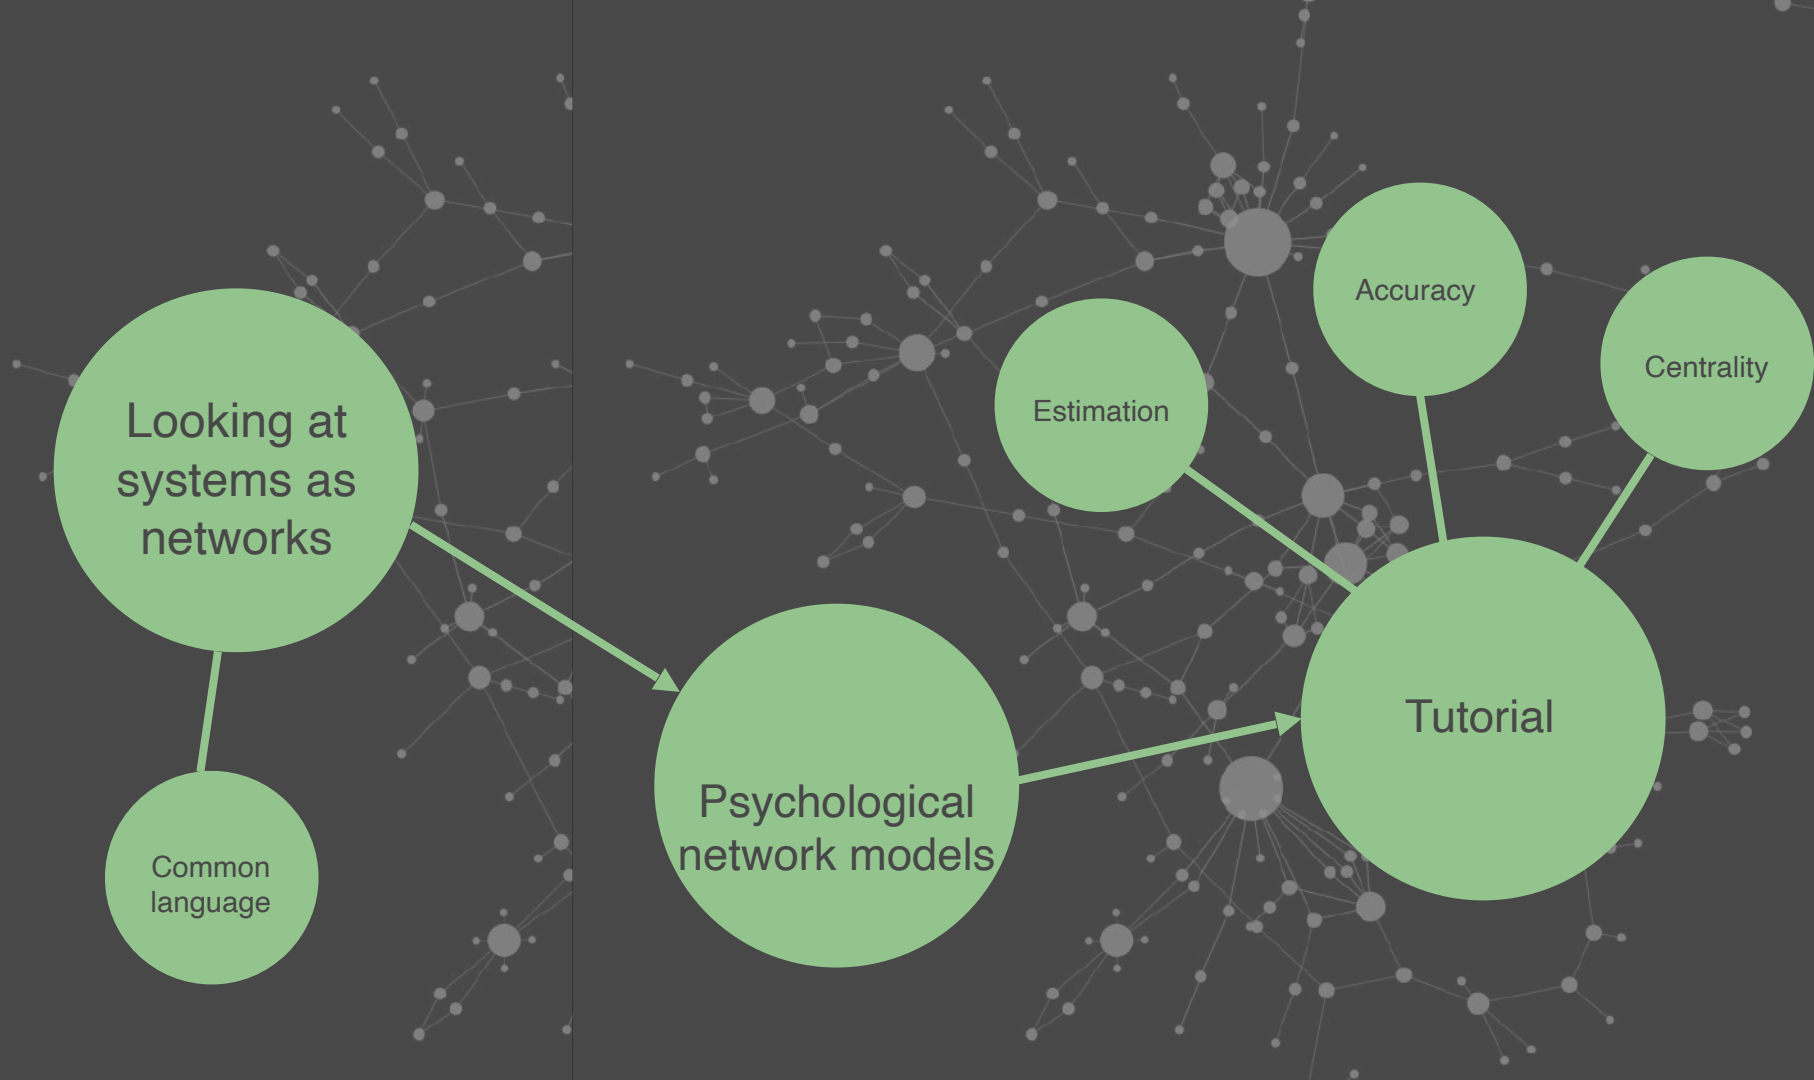 Looking at
systems as
networks
Common
language
Psychological
network models
Tutorial
Estimation
Accuracy
Centrality